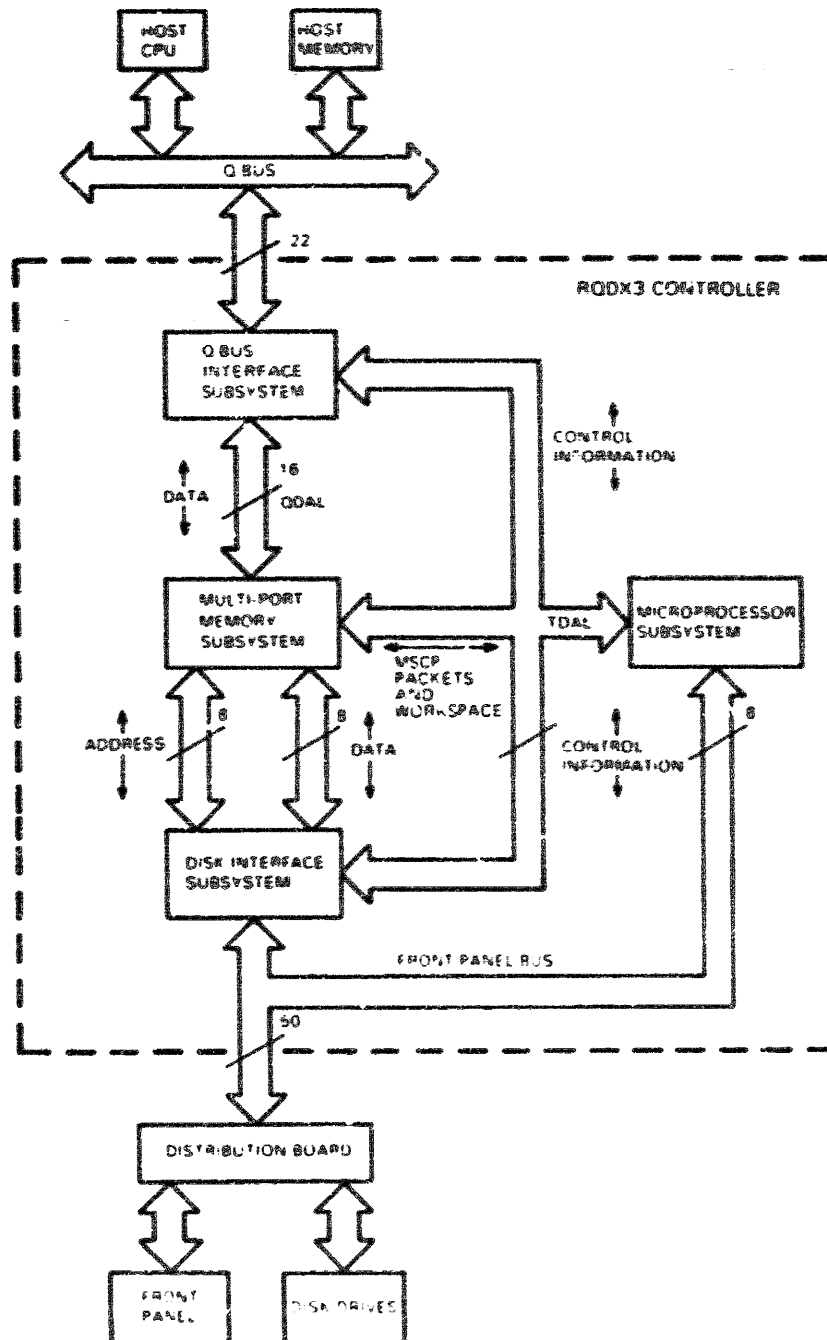 HOST
CPU
HOST
MEMORY
Q BUS
22
RQDX3 CONTROLLER
Q BUS
INTERFACE
SUBSYSTEM
CONTROL
INFORMATION
DATA
16
QDAL
MULTI-PORT
MEMORY
SUBSYSTEM
TDAL
MICROPROCESSOR
SUBSYSTEM
MSCP
PACKETS
AND
WORKSPACE
ADDRESS
8
8
DATA
CONTROL
INFORMATION
8
DISK INTERFACE
SUBSYSTEM
FRONT PANEL BUS
50
DISTRIBUTION BOARD
FRONT
PANEL
DISK DRIVES